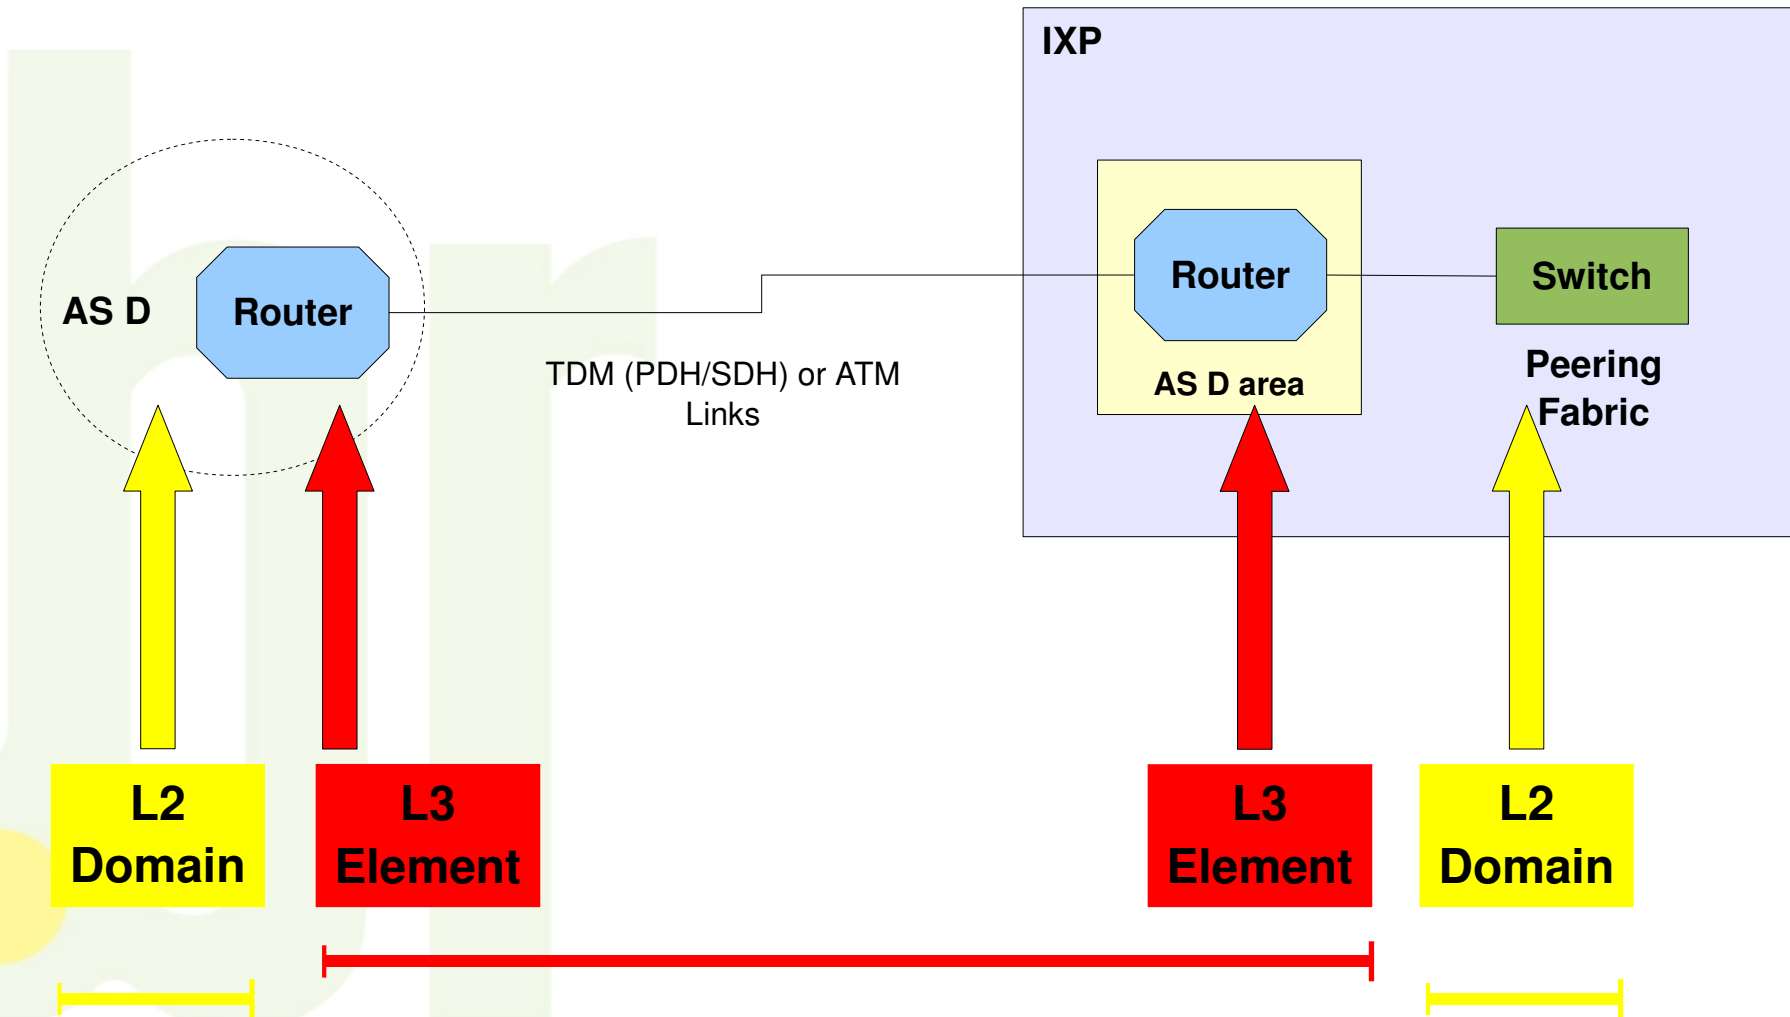 IXP
AS D
Router
TDM (PDH/SDH) or ATM
Links
Router
AS D area
Switch
Peering
Fabric
L2
Domain
L3
Element
L3
Element
L2
Domain